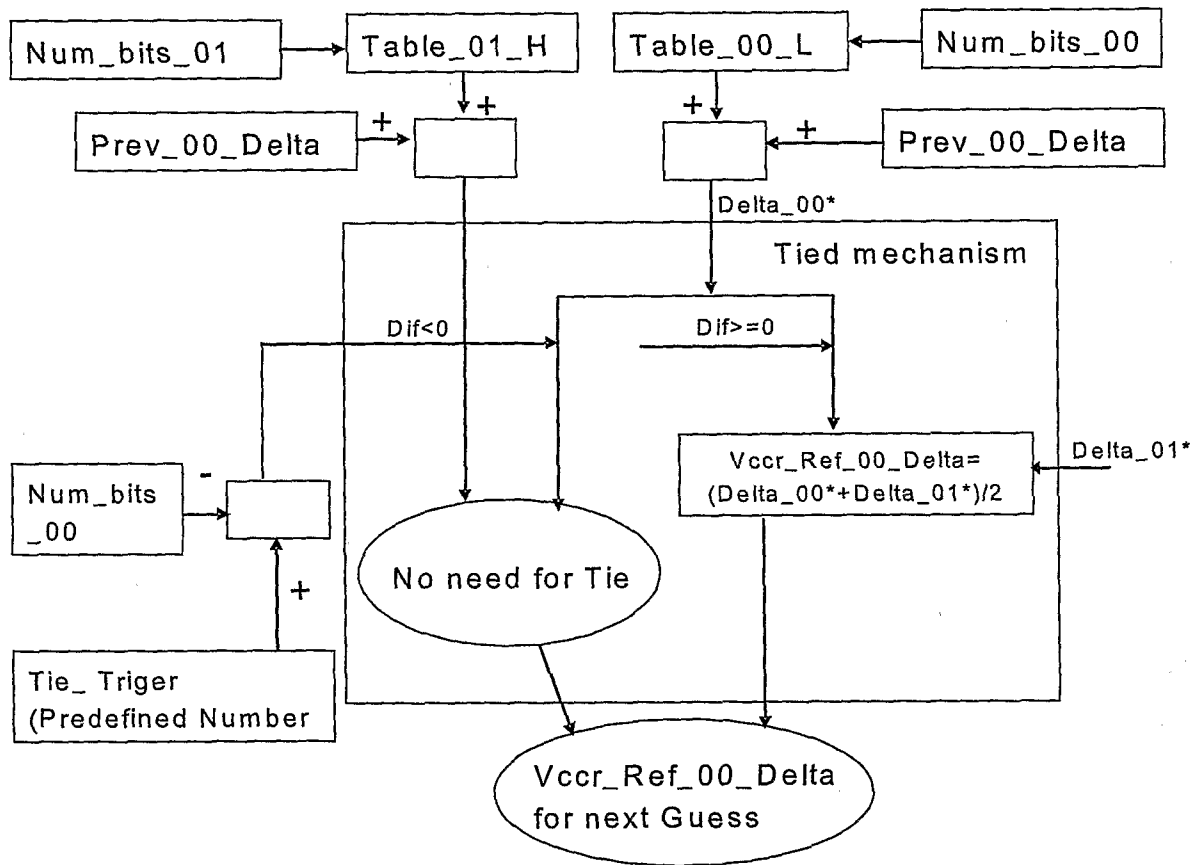 Num_bits_01
Table_01_H
Table_00_L
Num_bits_00
+
+
Prev_00_Delta
+
+
Prev_00_Delta
Delta_00*
Tied mechanism
Dif<0
Dif>=0
Num_bits
_00
-
Vccr_Ref_00_Delta=
(Delta_00*+Delta_01*)/2
Delta_01*
No need for Tie
+
Tie_ Triger
(Predefined Number
Vccr_Ref_00_Delta
for next Guess